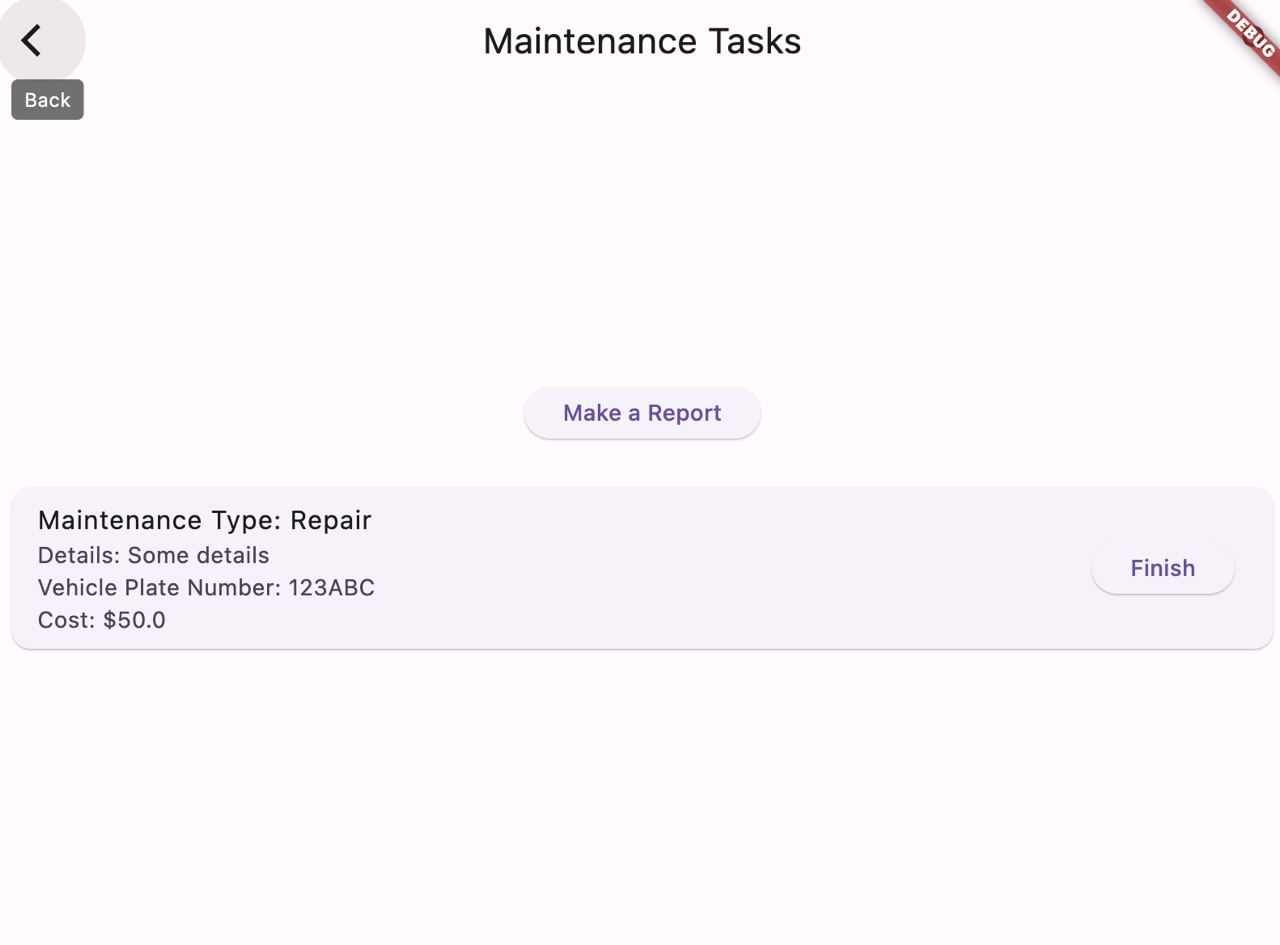 Maintenance Tasks
DEBUG
Back
Make a Report
Maintenance Type: Repair
Details: Some details
Vehicle Plate Number: 123ABC
Cost: $50.0
Finish